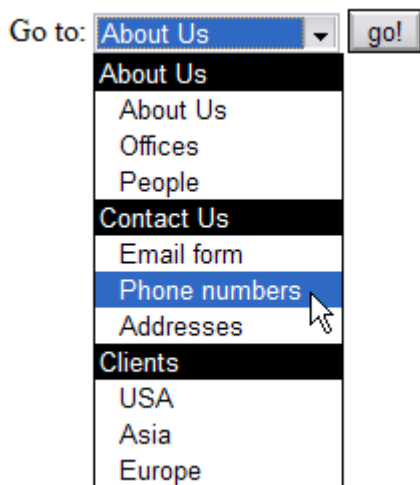 Go to: About Us go!
About Us
About Us
Offices
People
Contact Us
Email form
Phone numbers
Addresses
Clients
USA
Asia
Europe